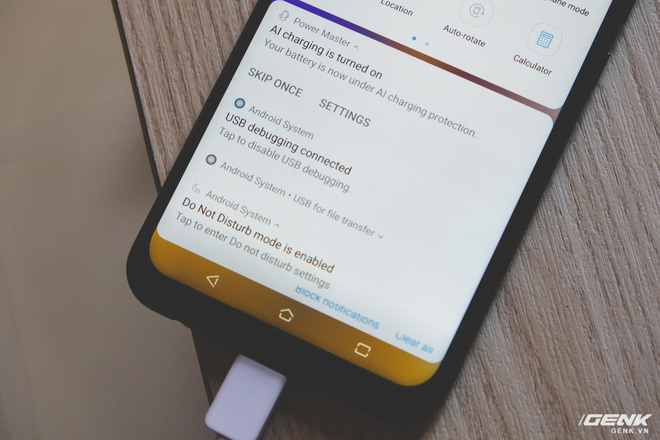 Location
Auto-rotate
plane mode
Calculator
Power Master
AI charging is turned on
Your battery is now under AI charging protection.
SKIP ONCE SETTINGS
Android System
USB debugging connected
Tap to disable USB debugging.
Android System • USB for file transfer
Android System
Do Not Disturb mode is enabled
Tap to enter Do not disturb settings
Block notifications
Clear all
GENK
GENK.VN